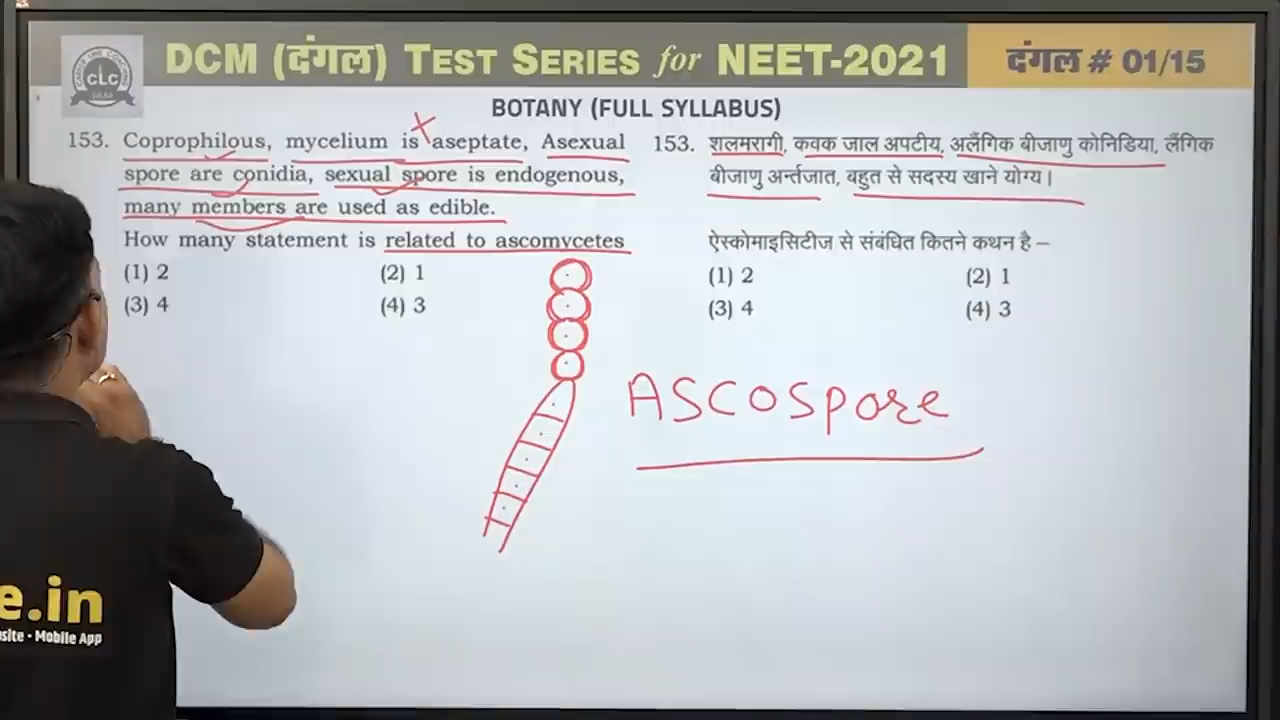 DCM (दंगल) TEST SERIES for NEET-2021
दंगल # 01/15
CLC
BOTANY (FULL SYLLABUS)
153. Coprophilous, mycelium is aseptate, Asexual
spore are conidia, sexual spore is endogenous,
many members are used as edible.
How many statement is related to ascomycetes
(1) 2 (2) 1
(3) 4 (4) 3
153. शलमरागी, कवक जाल अपटीय, अलैंगिक बीजाणु कोनिडिया, लैंगिक
बीजाणु अर्न्तजात, बहुत से सदस्य खाने योग्य।
ऐस्कोमाइसिटीज से संबंधित कितने कथन है –
(1) 2 (2) 1
(3) 4 (4) 3
ASCOSpore
e.in
site • Mobile App